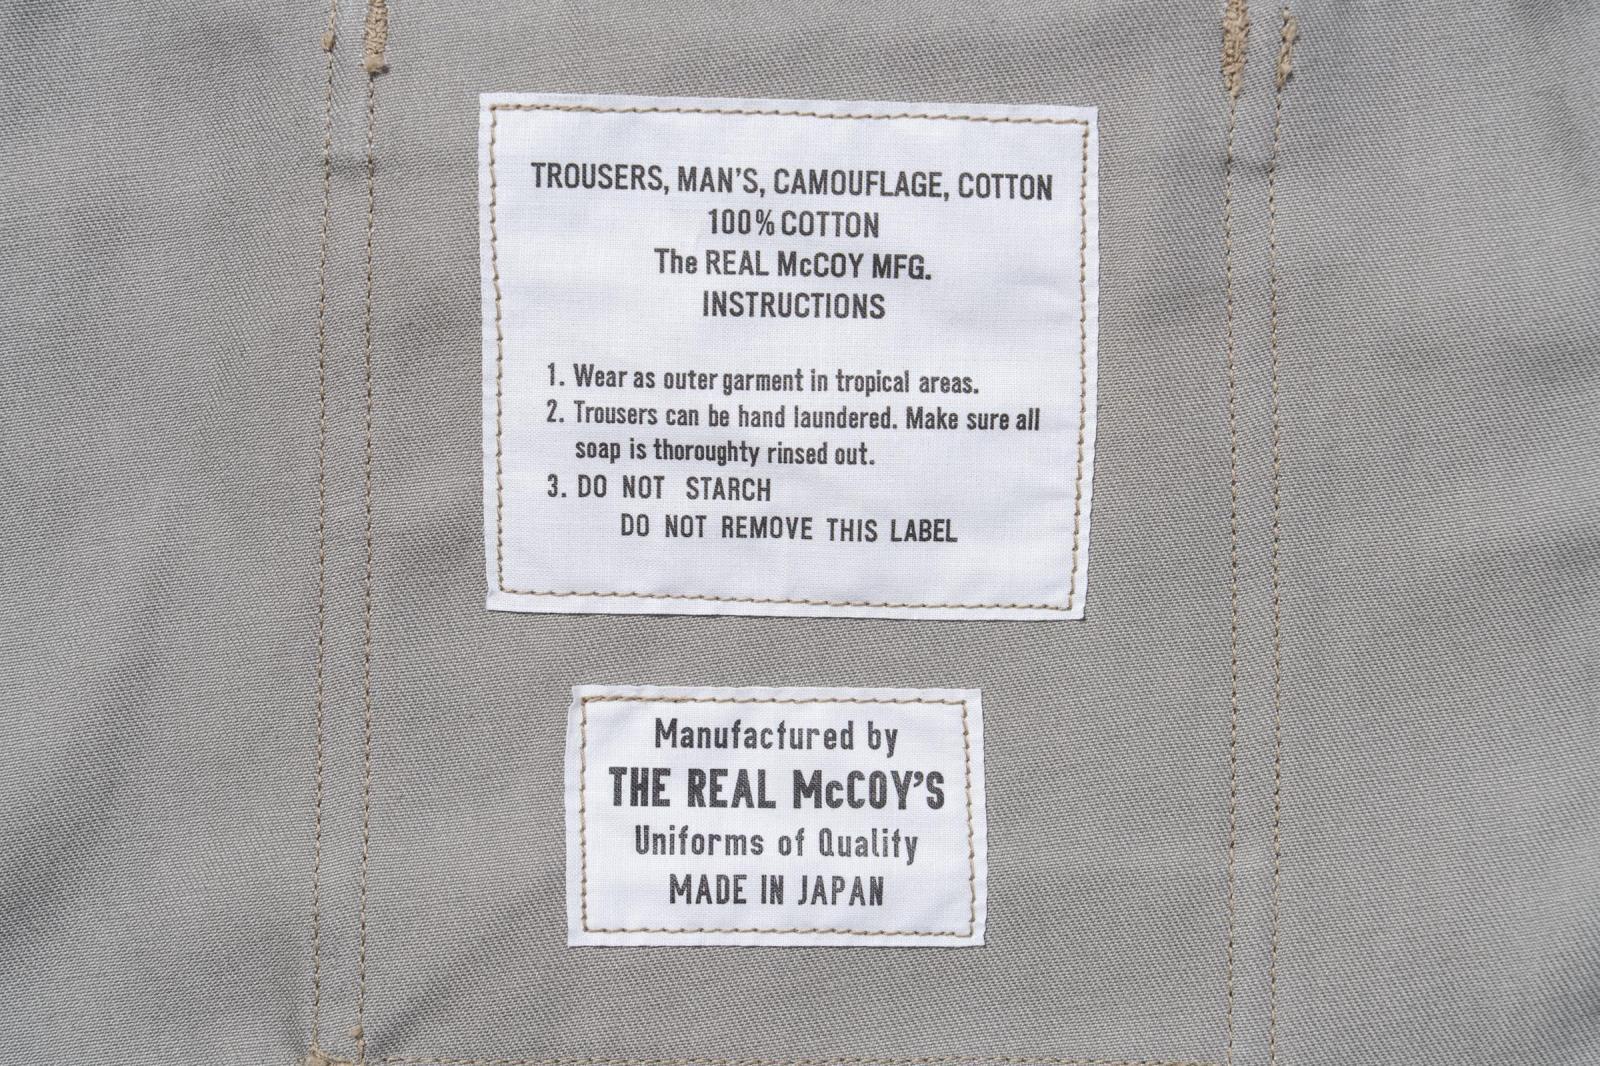 TROUSERS, MAN'S, CAMOUFLAGE, COTTON
100% COTTON
The REAL McCOY MFG.
INSTRUCTIONS
1. Wear as outer garment in tropical areas.
2. Trousers can be hand laundered. Make sure all
soap is thoroughty rinsed out.
3. DO NOT STARCH
DO NOT REMOVE THIS LABEL
Manufactured by
THE REAL McCOY'S
Uniforms of Quality
MADE IN JAPAN